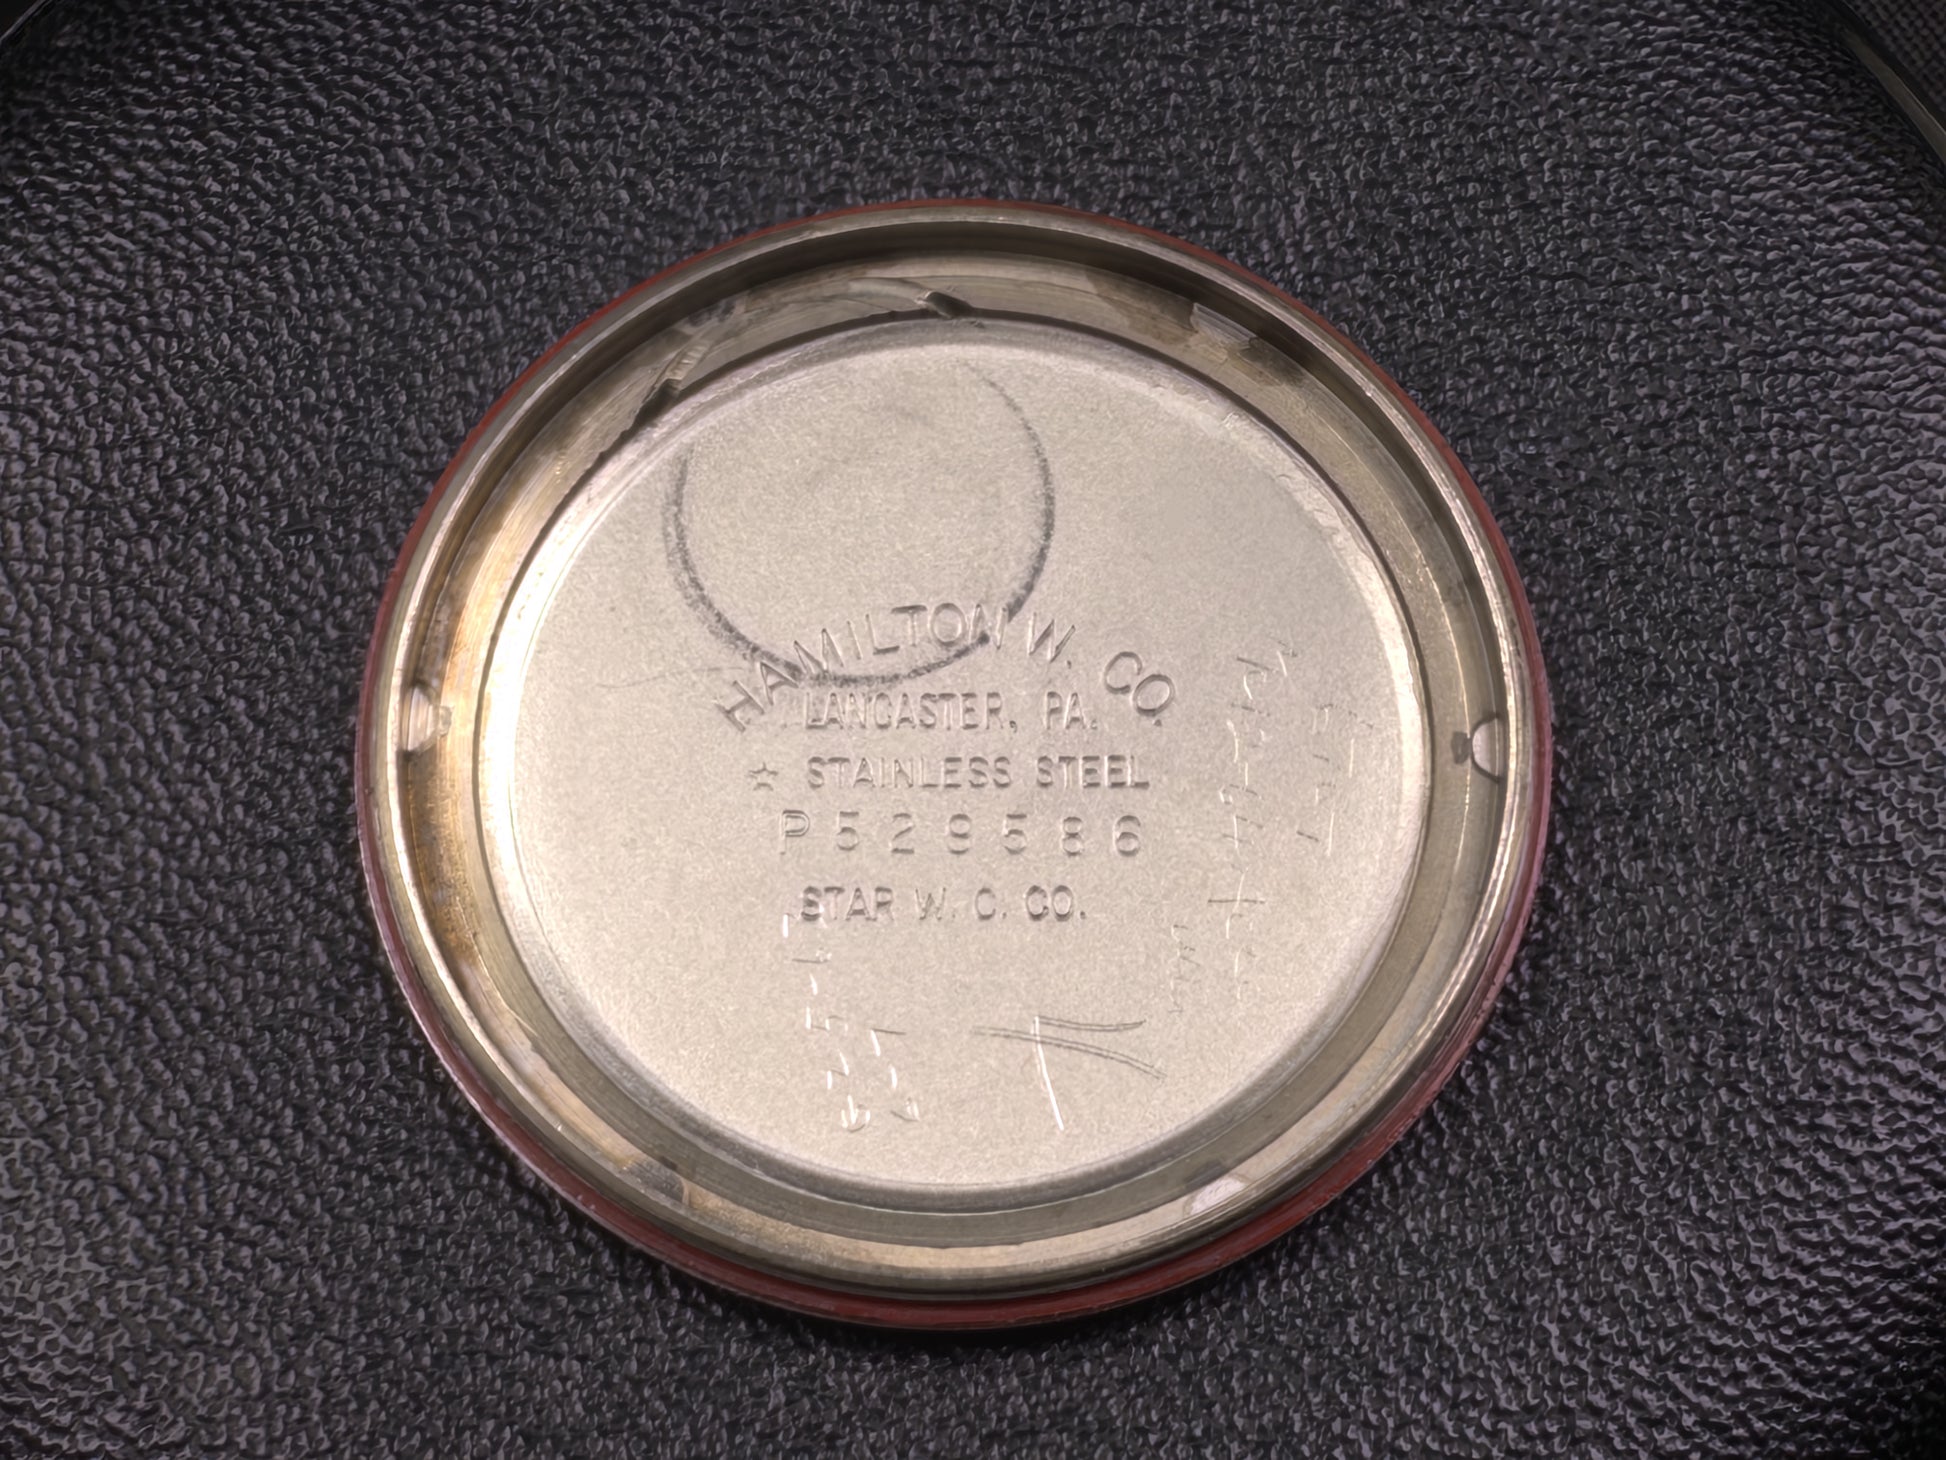 HAMILTON W. CO.
LANCASTER, PA.
☆ STAINLESS STEEL
P529586
STAR W. C. CO.